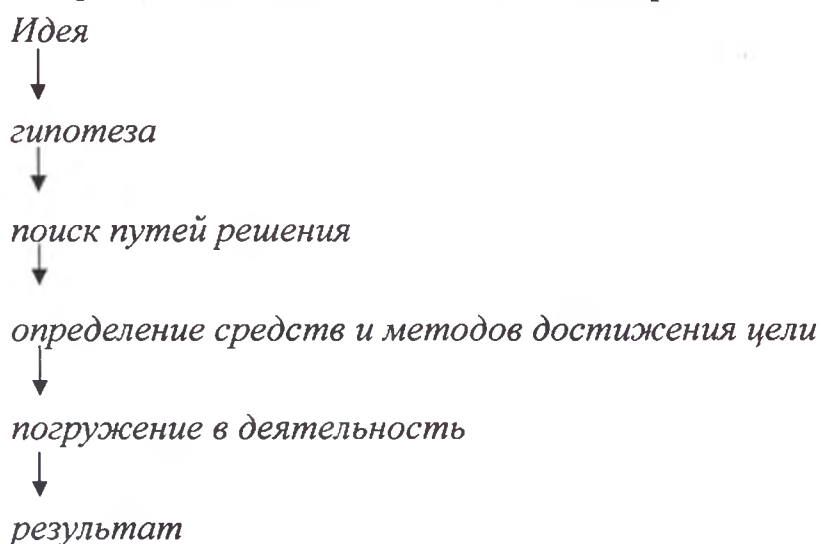 Идея
гипотеза
поиск путей решения
определение средств и методов достижения цели
погружение в деятельность
результат